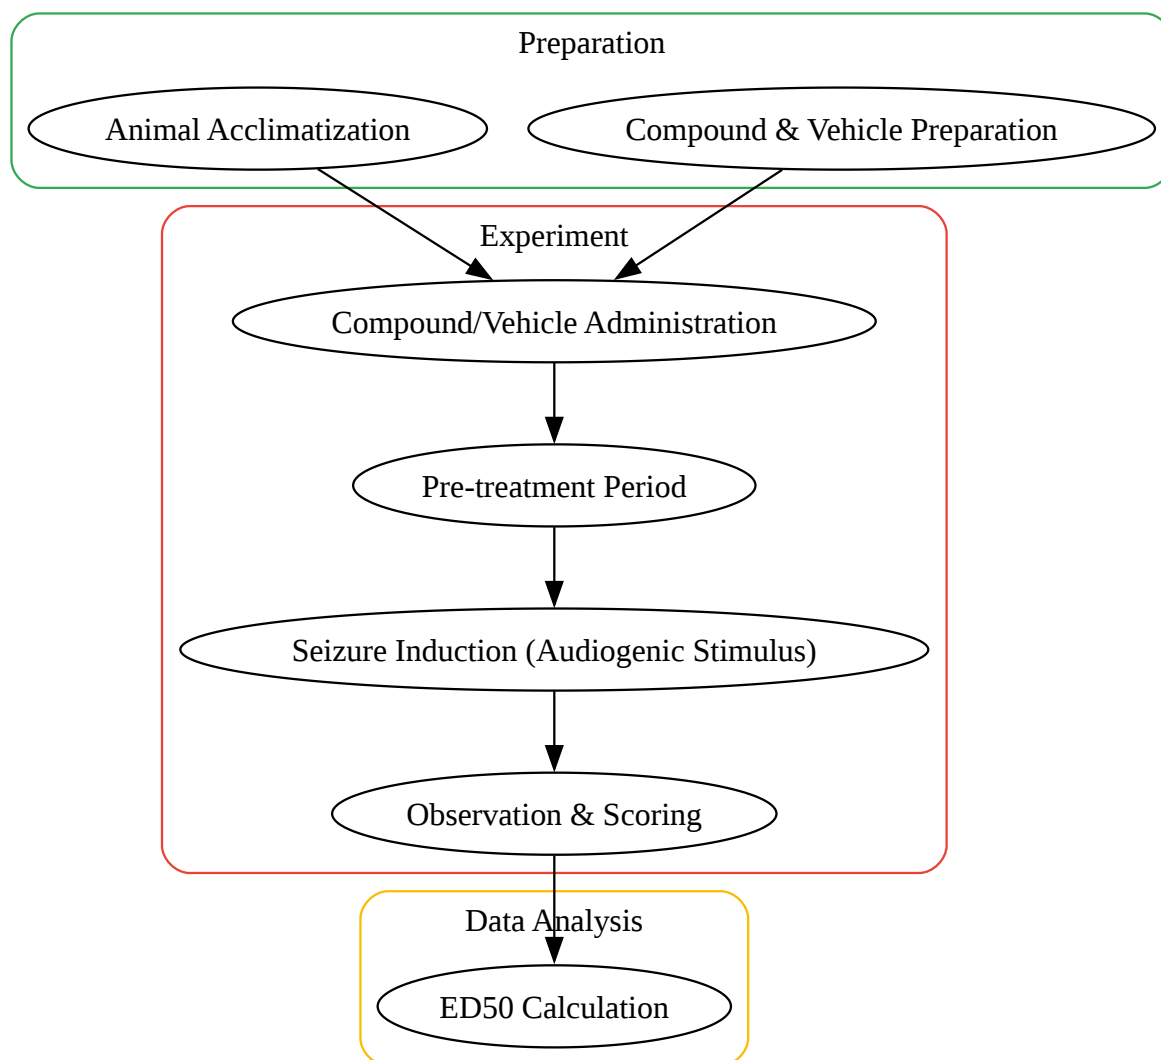 Preparation
Animal Acclimatization
Compound & Vehicle Preparation
Experiment
Compound/Vehicle Administration
Pre-treatment Period
Seizure Induction (Audiogenic Stimulus)
Observation & Scoring
Data Analysis
ED50 Calculation